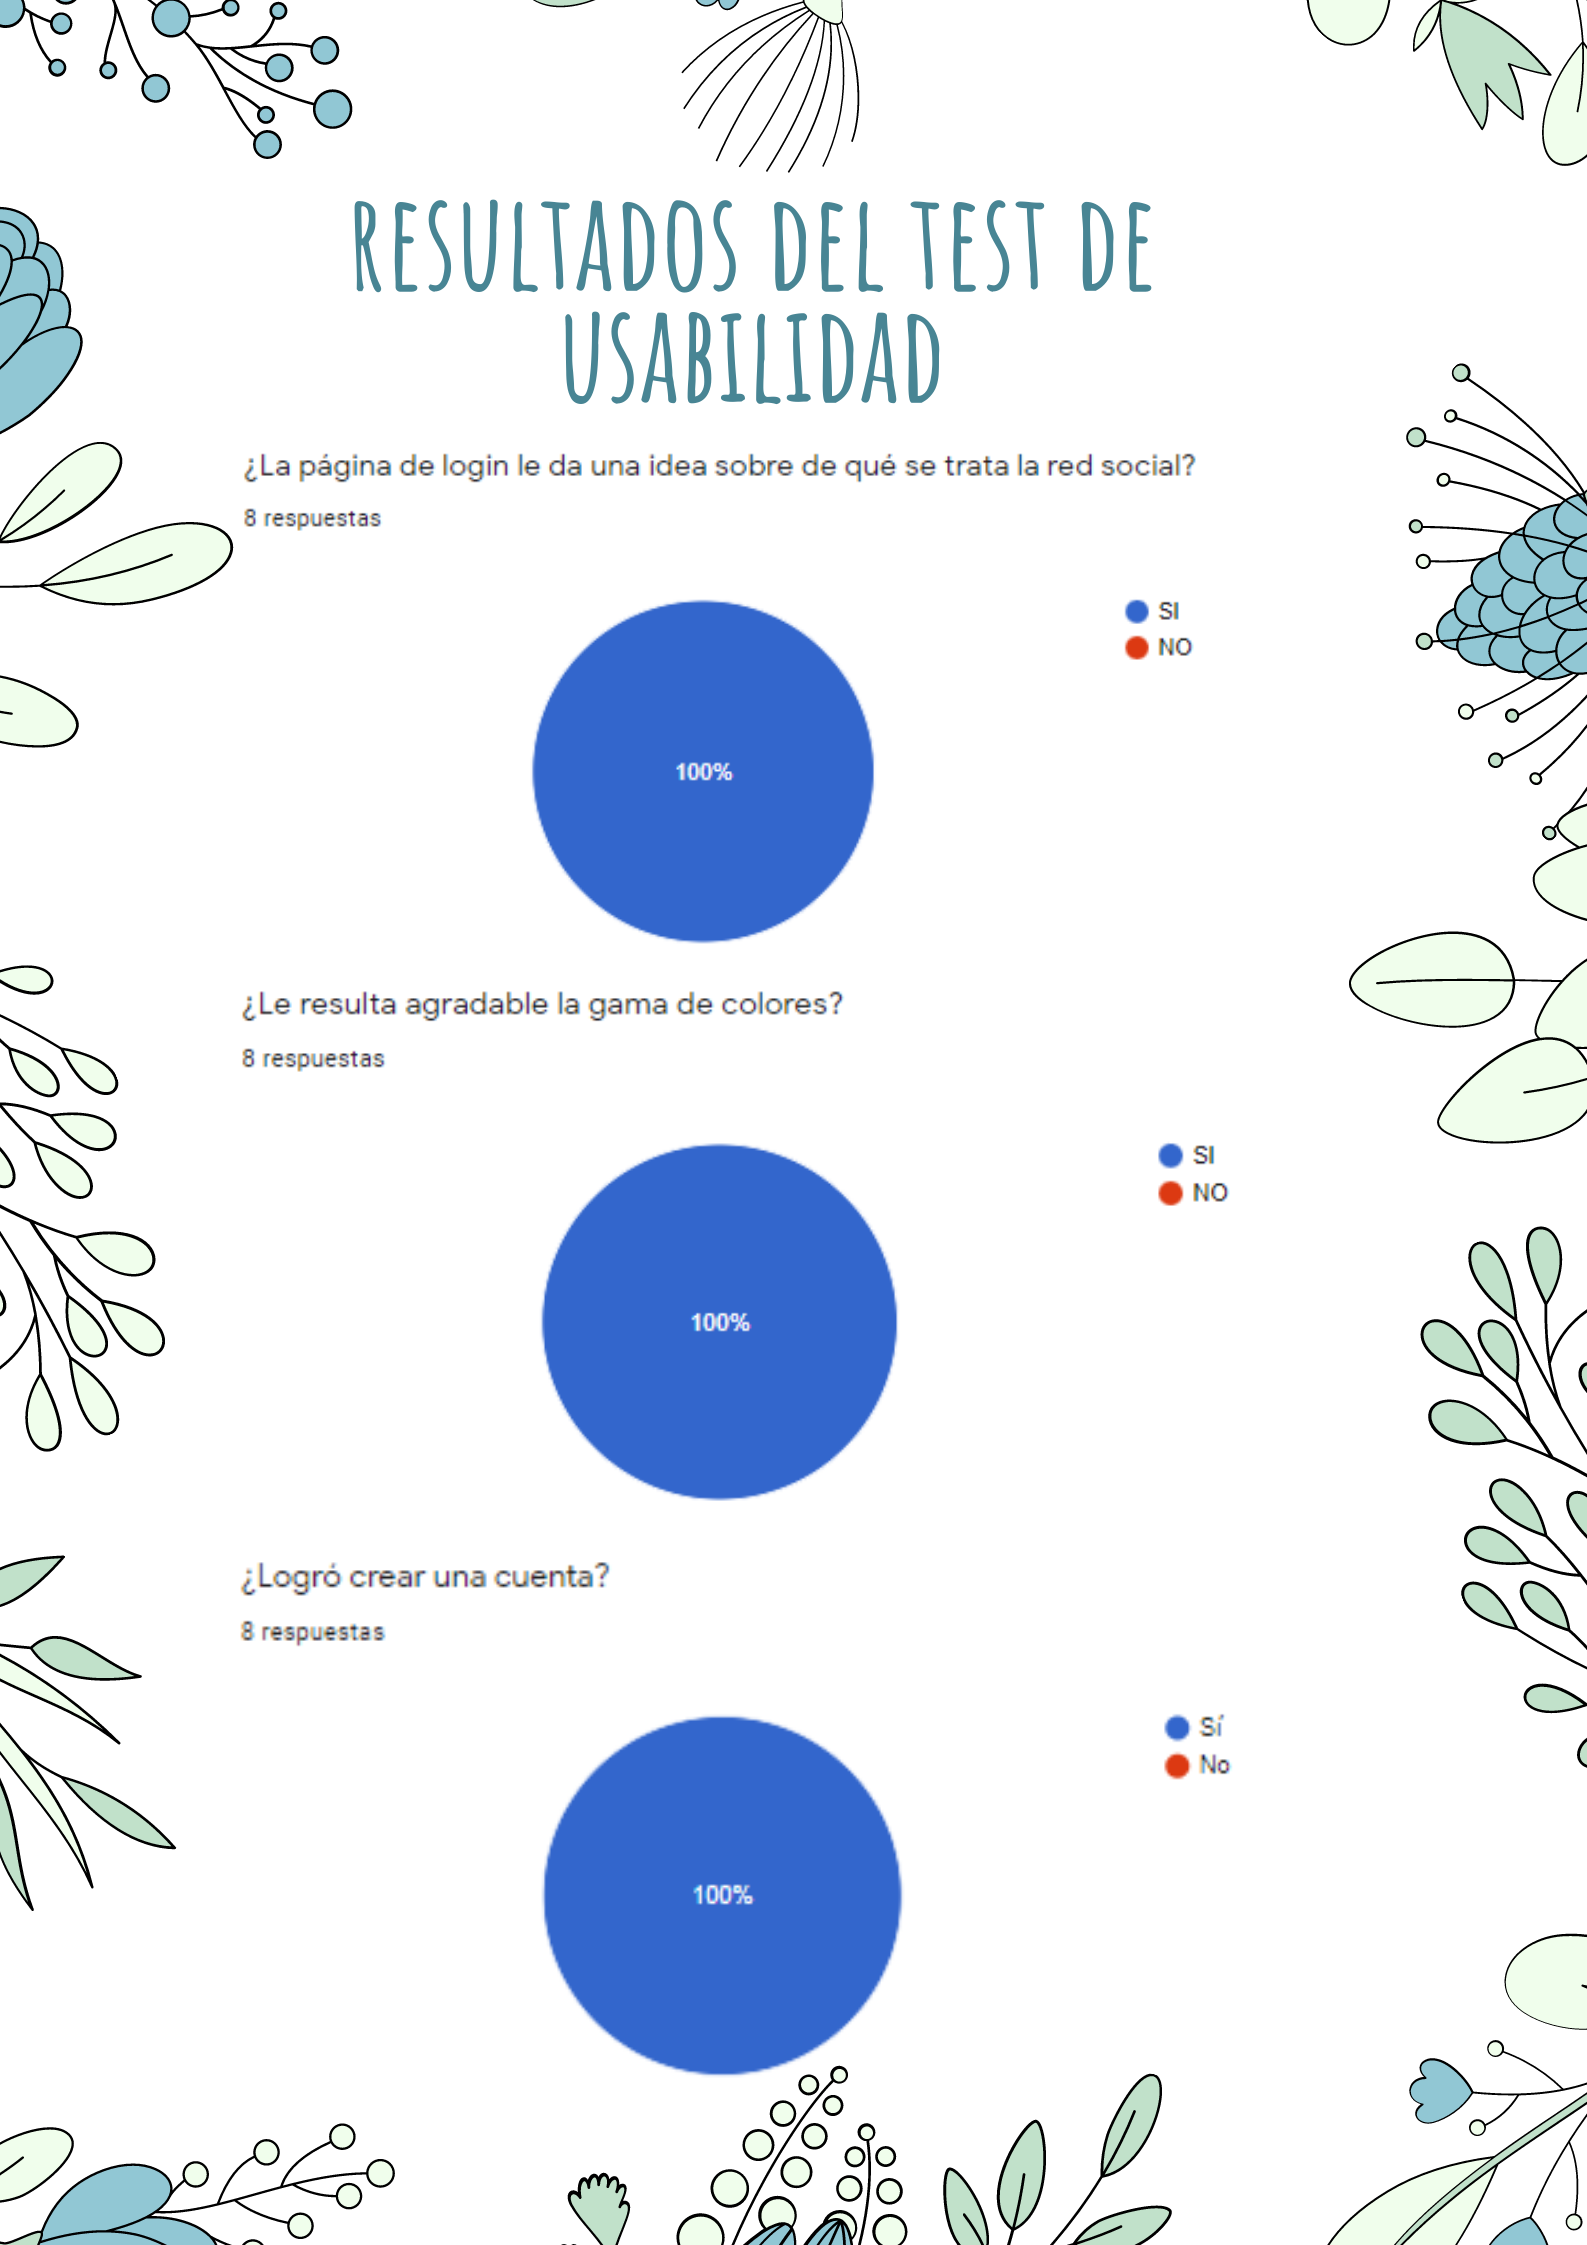 RESULTADOS DEL TEST DE
USABILIDAD
¿La página de login le da una idea sobre de qué se trata la red social?
8 respuestas
SI
NO
100%
¿Le resulta agradable la gama de colores?
8 respuestas
SI
NO
100%
¿Logró crear una cuenta?
8 respuestas
Sí
No
100%